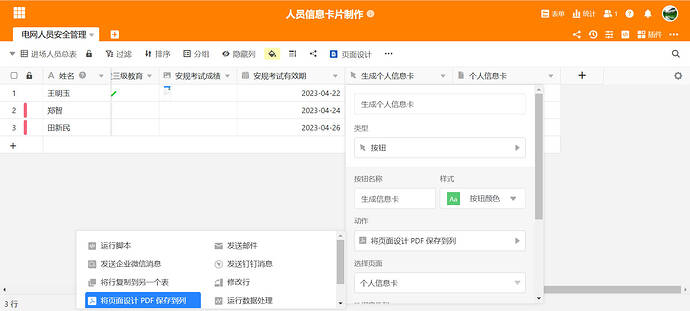 人员信息卡片制作
表单 统计 1
电网人员安全管理
插件
进场人员总表 过滤 排序 分组 隐藏列 页面设计
姓名 三级教育 安规考试成绩 安规考试有效期 生成个人信息卡 个人信息卡
1 王明玉 2023-04-22
2 郑智 2023-04-24
3 田新民 2023-04-26
生成个人信息卡
类型
按钮
按钮名称 样式
生成信息卡 Aa 按钮颜色
动作
将页面设计 PDF 保存到列
选择页面
个人信息卡
运行脚本 发送邮件
发送企业微信消息 发送钉钉消息
将行复制到另一个表 修改行
将页面设计 PDF 保存到列 运行数据处理
3 行